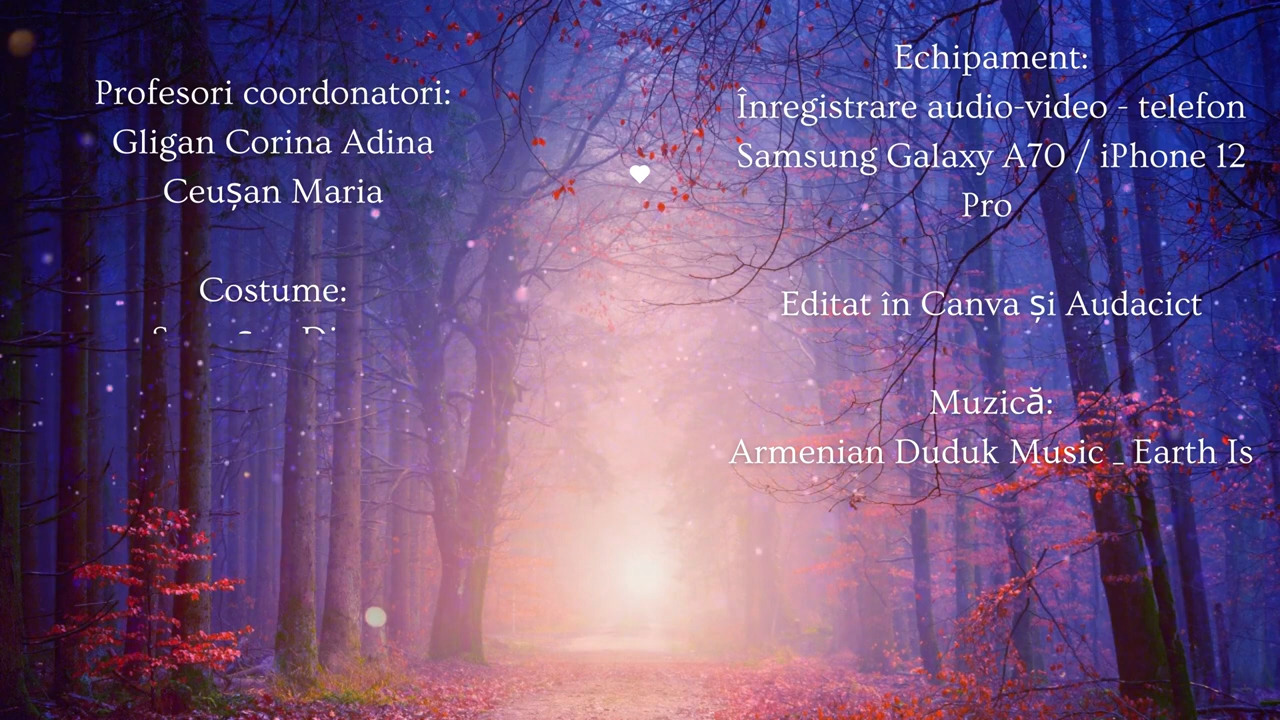 Profesori coordonatori:
Gligan Corina Adina
Ceușan Maria
Costume:
Echipament:
Înregistrare audio-video - telefon
Samsung Galaxy A70 / iPhone 12
Pro
Editat în Canva și Audacict
Muzică:
Armenian Duduk Music _ Earth Is